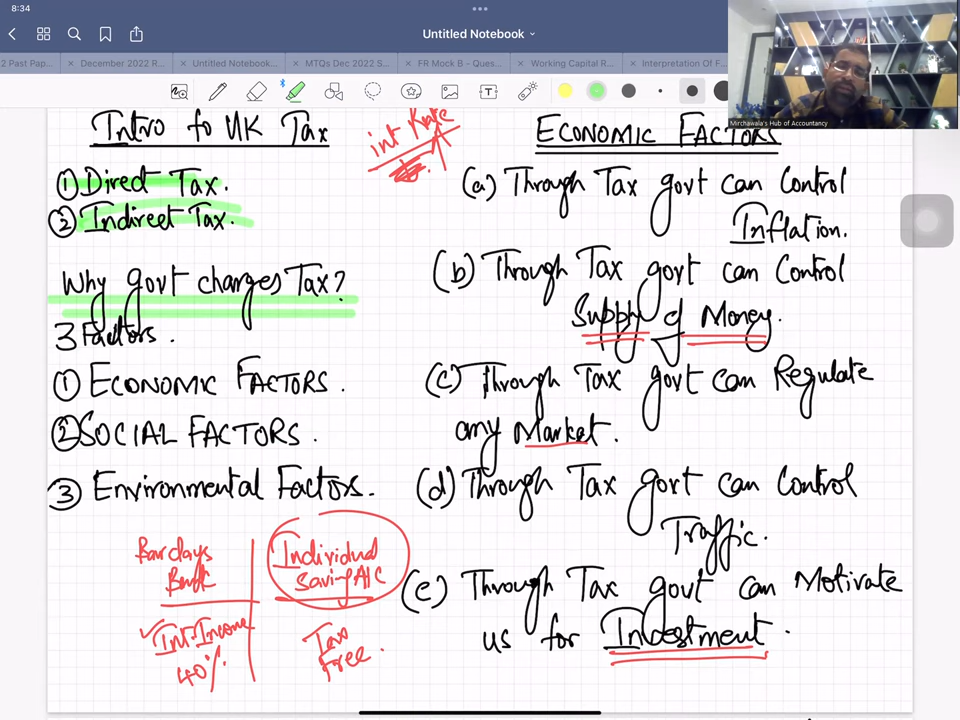 8:34
Untitled Notebook
2 Past Pap...
December 2022 R...
Untitled Notebook...
MTQs Dec 2022 S...
FR Mock B - Ques...
Working Capital R...
Interpretation Of F...
Mirchawala's Hub of Accountancy
Intro to UK Tax
① Direct Tax.
② Indirect Tax.
Why govt charges Tax?
3 Factors.
① ECONOMIC FACTORS.
② SOCIAL FACTORS.
③ Environmental Factors.
Barclays
Bank
Int. Income
40%
Individual
Saving A/C
Tax
Free.
int Rate
ECONOMIC FACTORS
(a) Through Tax govt can Control
Inflation.
(b) Through Tax govt can Control
Supply of Money.
(c) Through Tax govt can Regulate
any Market.
(d) Through Tax govt can Control
Traffic.
(e) Through Tax govt can Motivate
us for Investment.